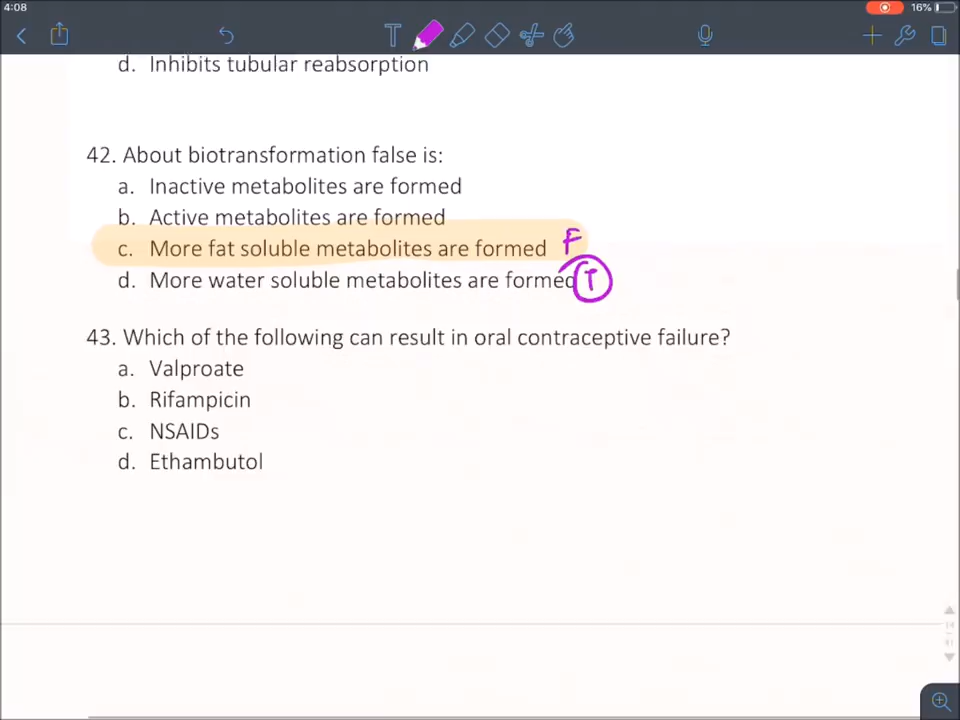 4:08
16%
T
d. Inhibits tubular reabsorption
42. About biotransformation false is:
a. Inactive metabolites are formed
b. Active metabolites are formed
c. More fat soluble metabolites are formed F
d. More water soluble metabolites are formed T
43. Which of the following can result in oral contraceptive failure?
a. Valproate
b. Rifampicin
c. NSAIDs
d. Ethambutol